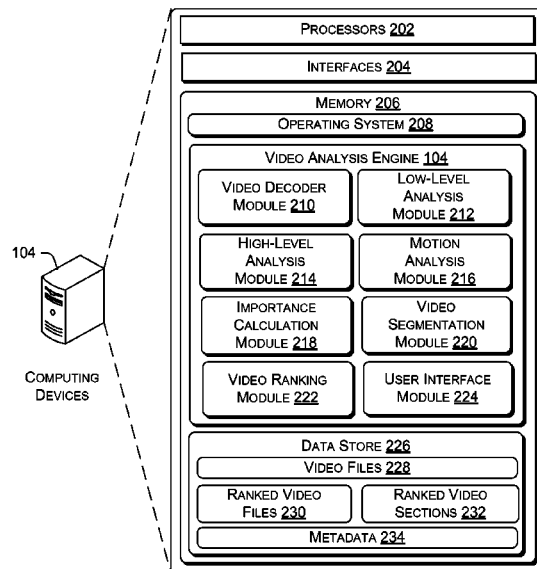 PROCESSORS 202
INTERFACES 204
MEMORY 206
OPERATING SYSTEM 208
VIDEO ANALYSIS ENGINE 104
VIDEO DECODER
MODULE 210
LOW-LEVEL
ANALYSIS
MODULE 212
HIGH-LEVEL
ANALYSIS
MODULE 214
MOTION
ANALYSIS
MODULE 216
IMPORTANCE
CALCULATION
MODULE 218
VIDEO
SEGMENTATION
MODULE 220
VIDEO RANKING
MODULE 222
USER INTERFACE
MODULE 224
DATA STORE 226
VIDEO FILES 228
RANKED VIDEO
FILES 230
RANKED VIDEO
SECTIONS 232
METADATA 234
104
COMPUTING
DEVICES